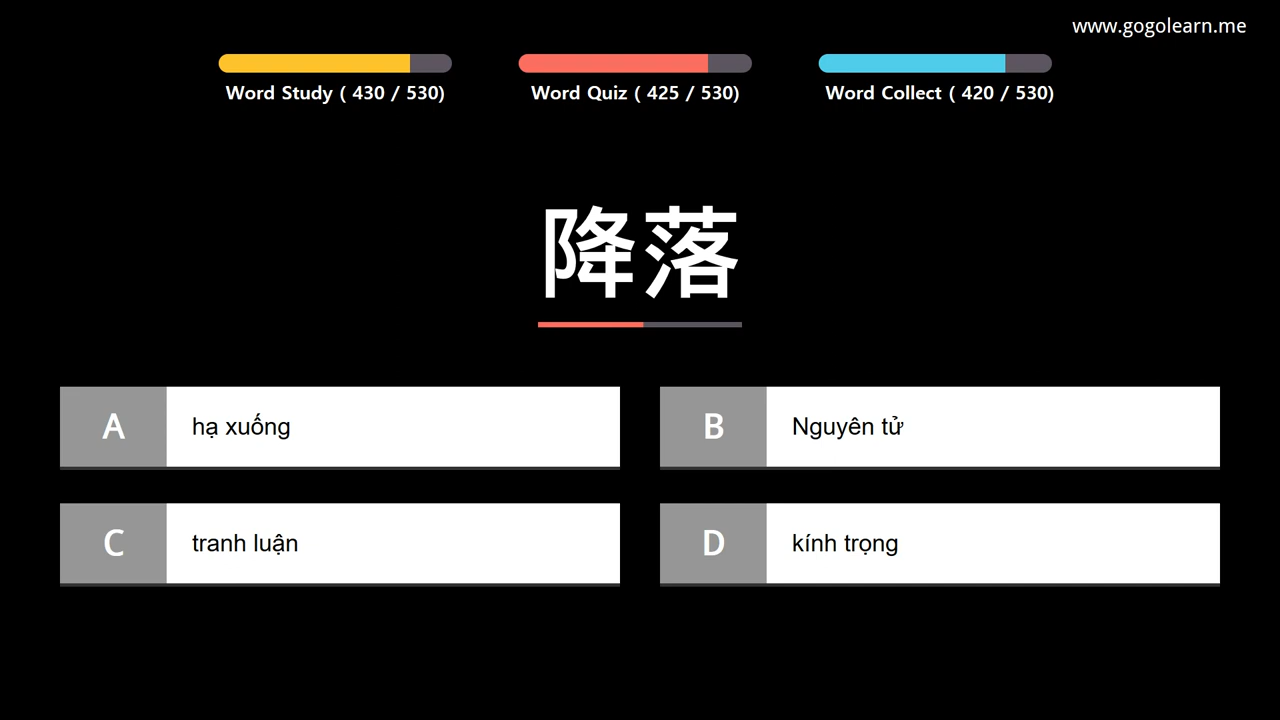 www.gogolearn.me
Word Study ( 430 / 530)
Word Quiz ( 425 / 530)
Word Collect ( 420 / 530)
降落
A hạ xuống
B Nguyên tử
C tranh luận
D kính trọng